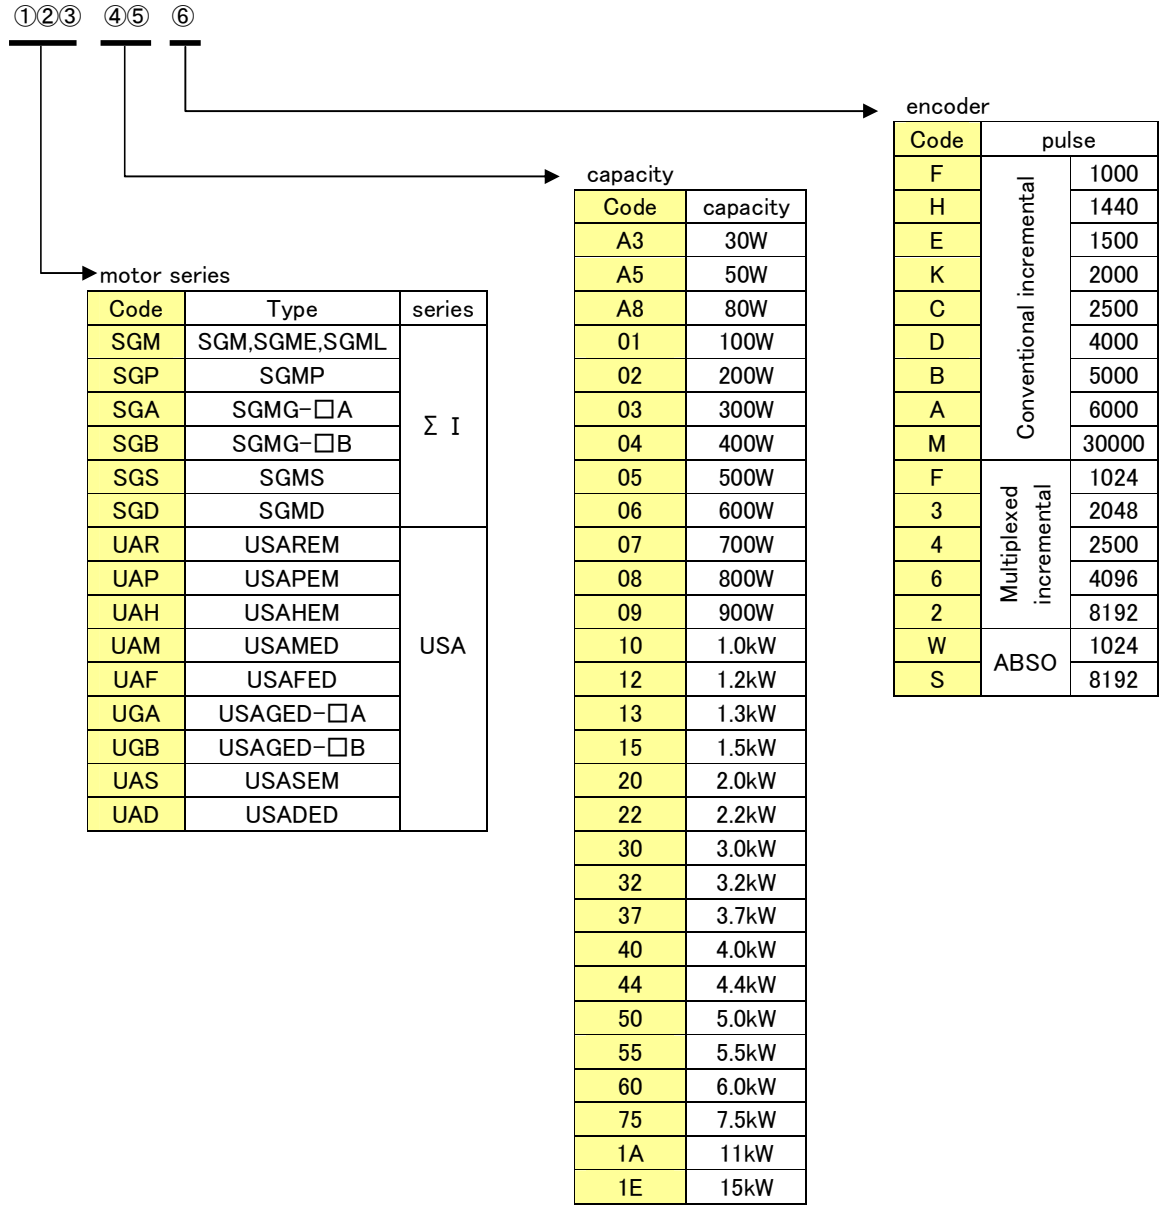 ①②③ ④⑤ ⑥
encoder
Code pulse
F Conventional incremental 1000
H 1440
E 1500
K 2000
C 2500
D 4000
B 5000
A 6000
M 30000
F Multiplexed incremental 1024
3 2048
4 2500
6 4096
2 8192
W ABSO 1024
S 8192
capacity
Code capacity
A3 30W
A5 50W
A8 80W
01 100W
02 200W
03 300W
04 400W
05 500W
06 600W
07 700W
08 800W
09 900W
10 1.0kW
12 1.2kW
13 1.3kW
15 1.5kW
20 2.0kW
22 2.2kW
30 3.0kW
32 3.2kW
37 3.7kW
40 4.0kW
44 4.4kW
50 5.0kW
55 5.5kW
60 6.0kW
75 7.5kW
1A 11kW
1E 15kW
motor series
Code Type series
SGM SGM,SGME,SGML Σ I
SGP SGMP
SGA SGMG-□A
SGB SGMG-□B
SGS SGMS
SGD SGMD
UAR USAREM USA
UAP USAPEM
UAH USAHEM
UAM USAMED
UAF USAFED
UGA USAGED-□A
UGB USAGED-□B
UAS USASEM
UAD USADED